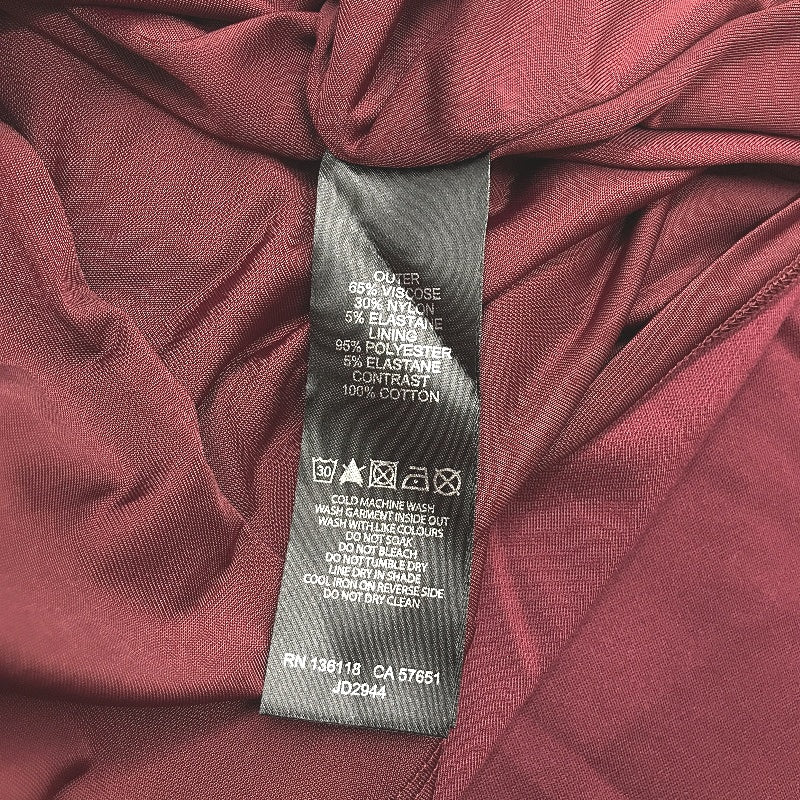 OUTER
65% VISCOSE
30% NYLON
5% ELASTANE
LINING
95% POLYESTER
5% ELASTANE
CONTRAST
100% COTTON
30
COLD MACHINE WASH
WASH GARMENT INSIDE OUT
WASH WITH LIKE COLOURS
DO NOT SOAK
DO NOT BLEACH
DO NOT TUMBLE DRY
LINE DRY IN SHADE
COOL IRON ON REVERSE SIDE
DO NOT DRY CLEAN
RN 136118 CA 57651
JD2944